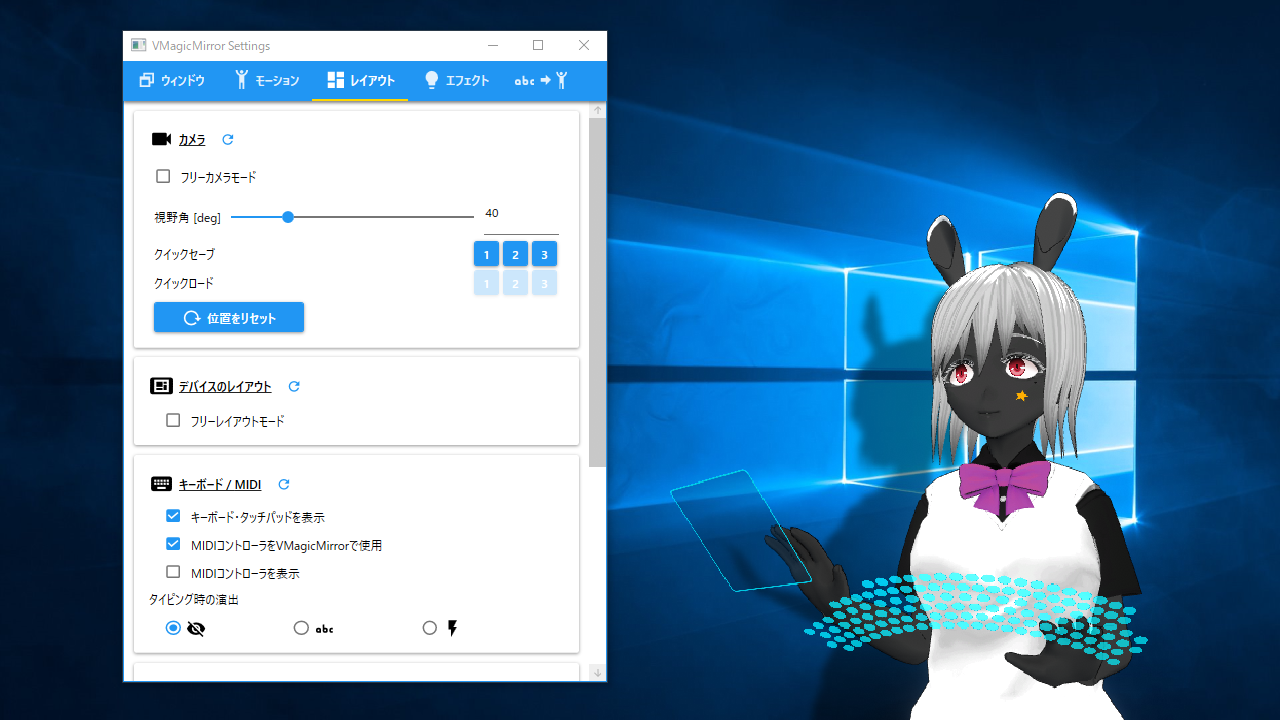 VMagicMirror Settings
ウィンドウ モーション レイアウト エフェクト abc
カメラ
フリーカメラモード
視野角 [deg] 40
クイックセーブ 1 2 3
クイックロード 1 2 3
位置をリセット
デバイスのレイアウト
フリーレイアウトモード
キーボード / MIDI
キーボード・タッチパッドを表示
MIDIコントローラをVMagicMirrorで使用
MIDIコントローラを表示
タイピング時の演出
abc